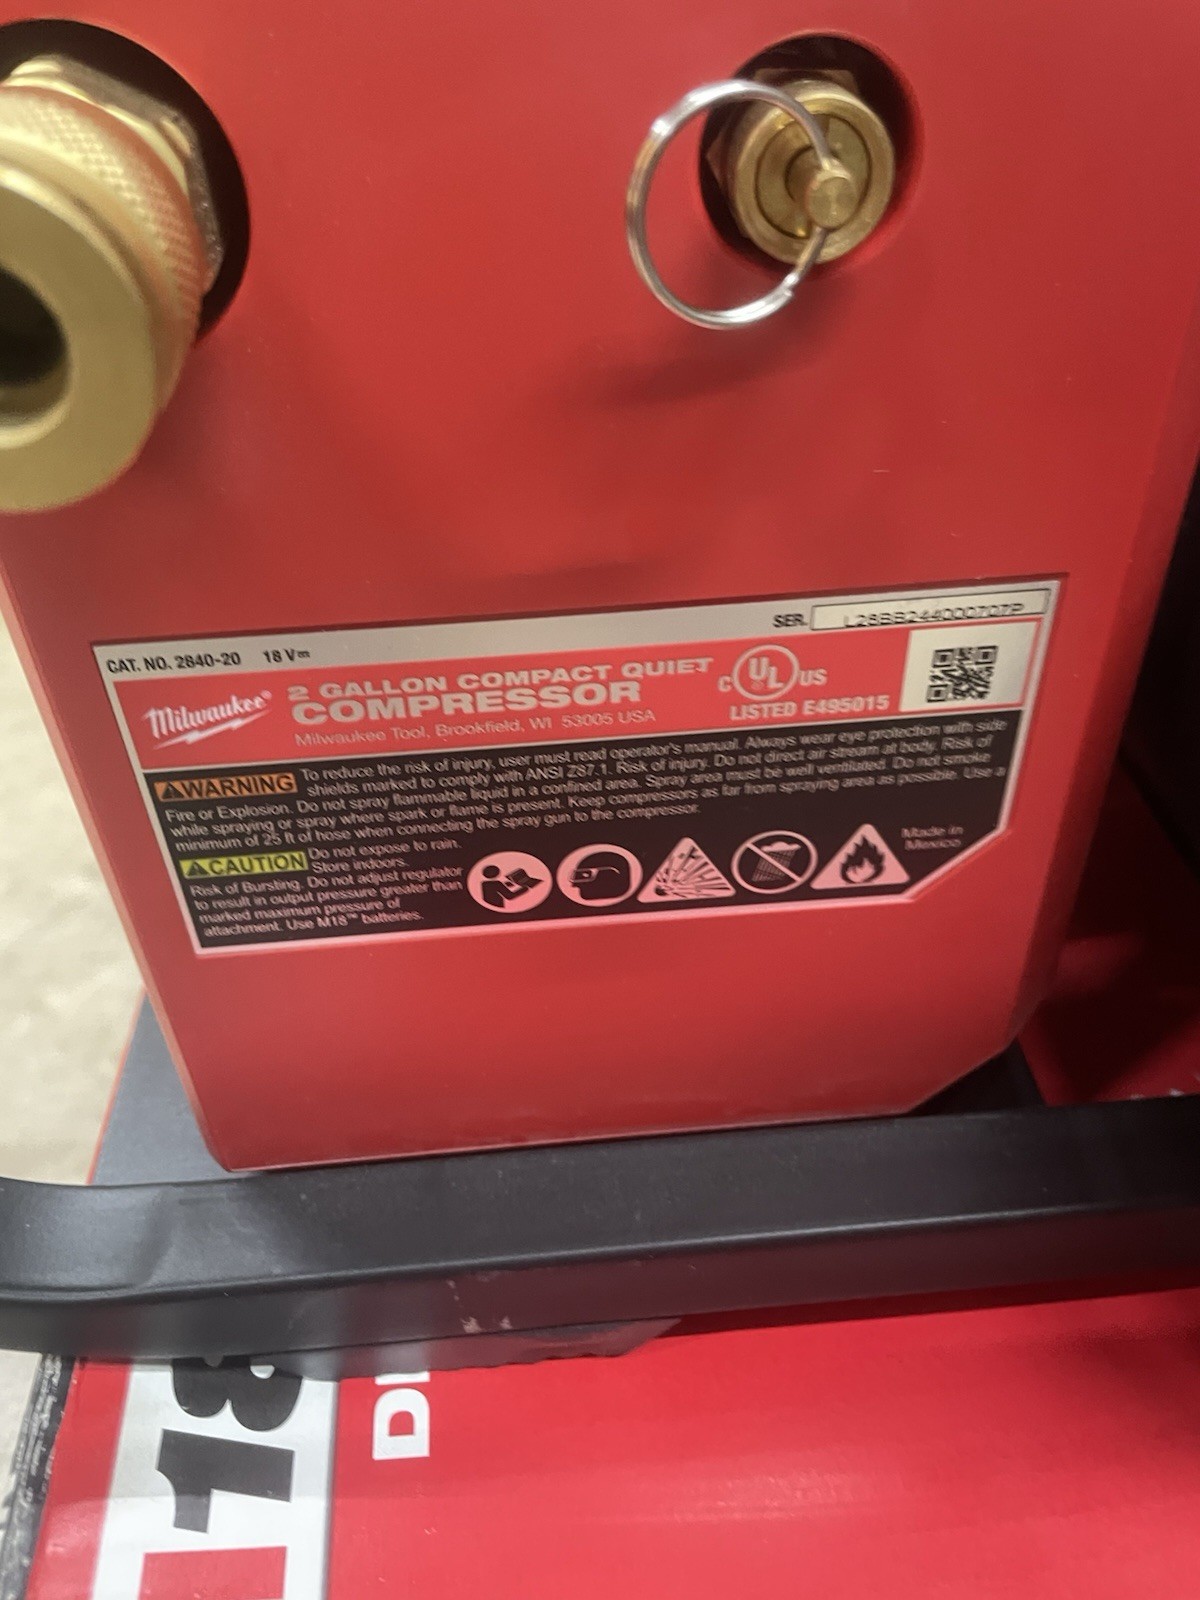 CAT. NO. 2840-20 18 V⎓ SER. L28BB244000707P
Milwaukee®
2 GALLON COMPACT QUIET
COMPRESSOR
Milwaukee Tool, Brookfield, WI 53005 USA
C UL US
LISTED E495015
WARNING To reduce the risk of injury, user must read operator's manual. Always wear eye protection with side
shields marked to comply with ANSI Z87.1. Risk of injury. Do not direct air stream at body. Risk of
Fire or Explosion. Do not spray flammable liquid in a confined area. Spray area must be well ventilated. Do not smoke
while spraying or spray where spark or flame is present. Keep compressors as far from spraying area as possible. Use a
minimum of 25 ft of hose when connecting the spray gun to the compressor.
CAUTION Do not expose to rain.
Store indoors.
Risk of Bursting. Do not adjust regulator
to result in output pressure greater than
marked maximum pressure of
attachment. Use M18™ batteries.
Made in
Mexico
18